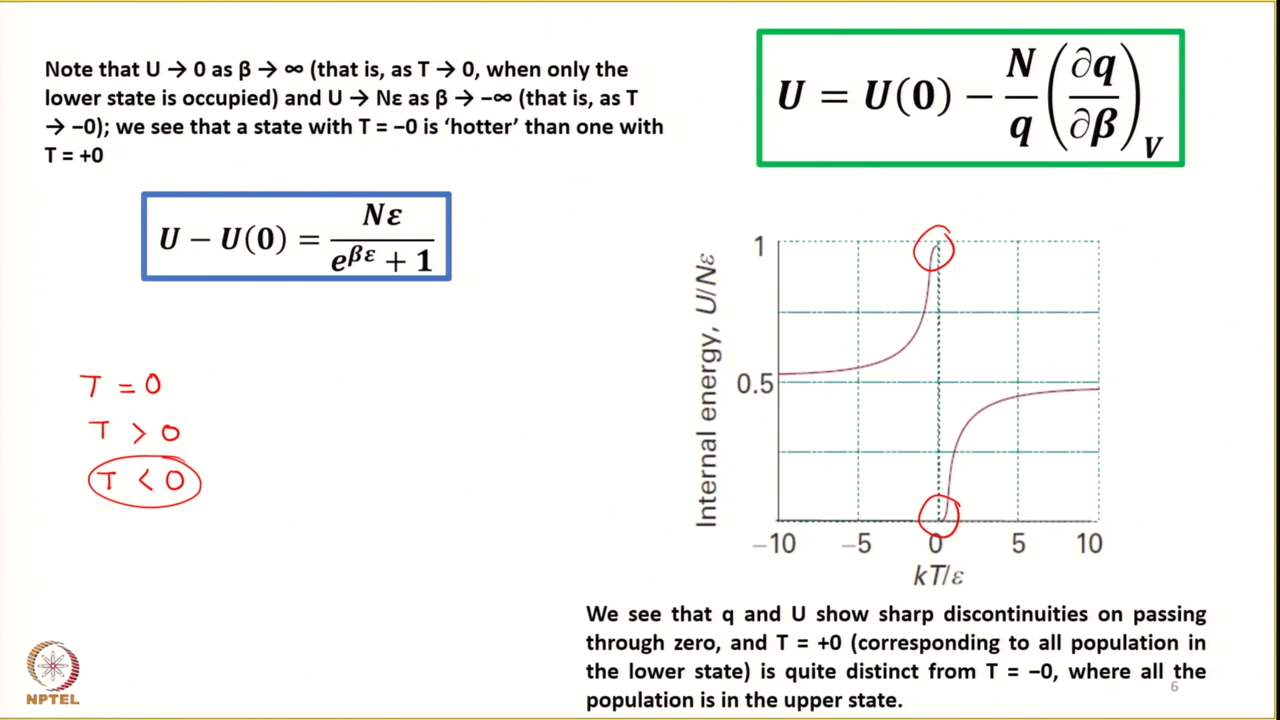 Note that U → 0 as β → ∞ (that is, as T → 0, when only the
lower state is occupied) and U → Nε as β → −∞ (that is, as T
→ −0); we see that a state with T = −0 is ‘hotter’ than one with
T = +0
U = U(0) − N/q (∂q/∂β)_V
U − U(0) = Nε / (e^{βε} + 1)
T = 0
T > 0
T < 0
Internal energy, U/Nε
1
0.5
−10 −5 0 5 10
kT/ε
We see that q and U show sharp discontinuities on passing
through zero, and T = +0 (corresponding to all population in
the lower state) is quite distinct from T = −0, where all the
population is in the upper state.
6
NPTEL